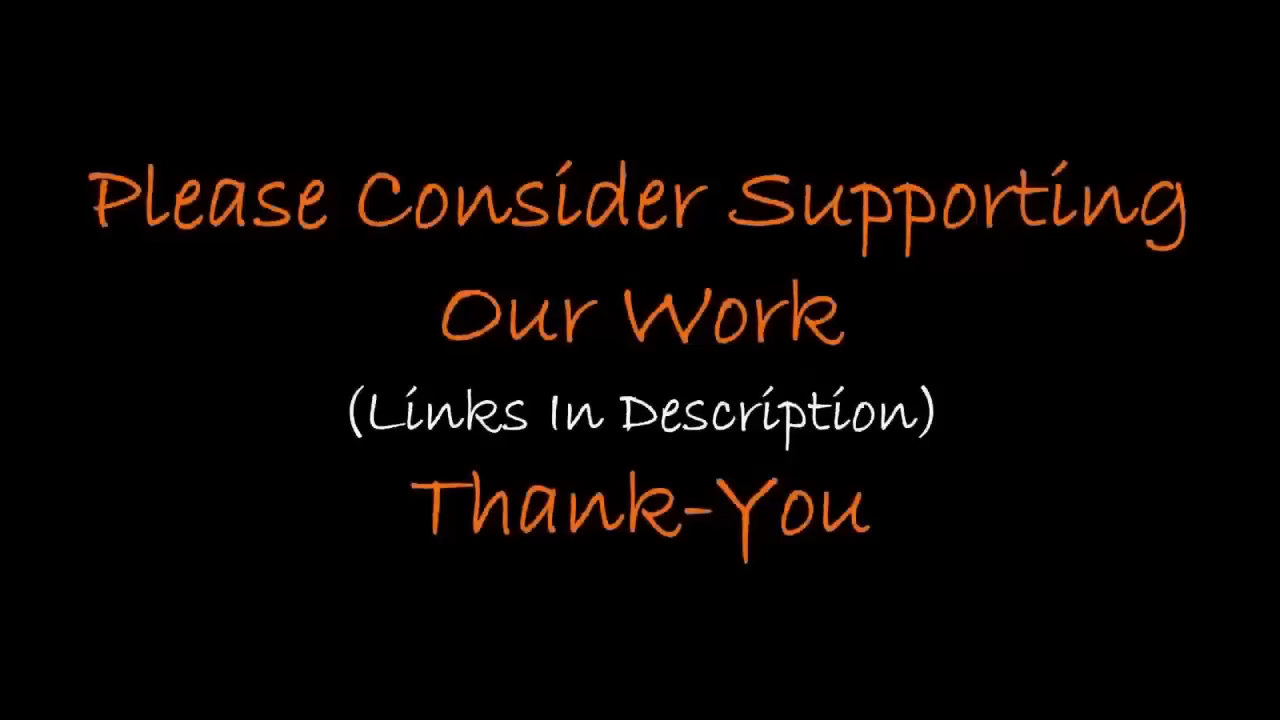 Please Consider Supporting
Our Work
(Links In Description)
Thank-You